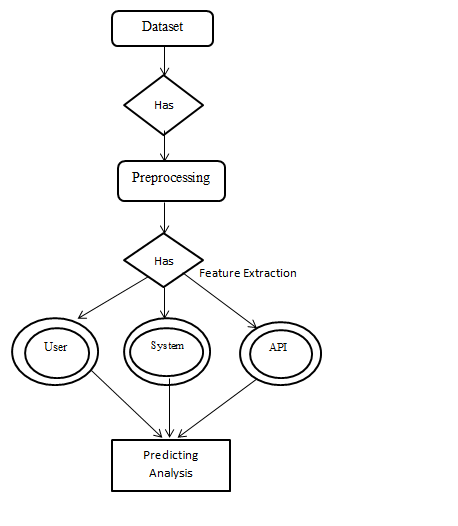 Dataset
Has
Preprocessing
Has
Feature Extraction
User
System
API
Predicting
Analysis